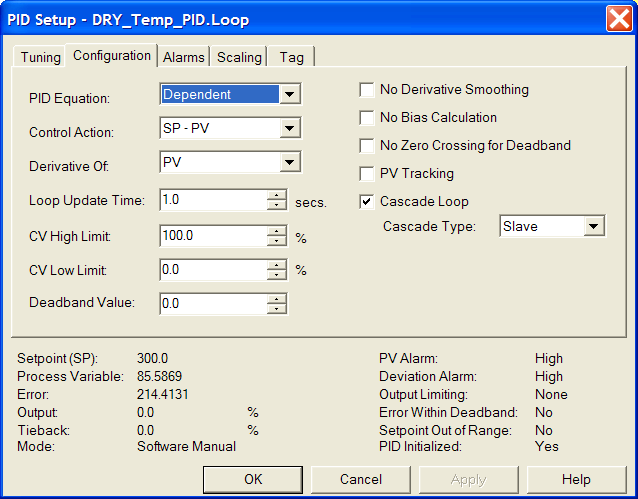 PID Setup - DRY_Temp_PID.Loop
Tuning Configuration Alarms Scaling Tag
PID Equation: Dependent
Control Action: SP - PV
Derivative Of: PV
Loop Update Time: 1.0 secs.
CV High Limit: 100.0 %
CV Low Limit: 0.0 %
Deadband Value: 0.0
No Derivative Smoothing
No Bias Calculation
No Zero Crossing for Deadband
PV Tracking
Cascade Loop
Cascade Type: Slave
Setpoint (SP): 300.0
Process Variable: 85.5869
Error: 214.4131
Output: 0.0 %
Tieback: 0.0 %
Mode: Software Manual
PV Alarm: High
Deviation Alarm: High
Output Limiting: None
Error Within Deadband: No
Setpoint Out of Range: No
PID Initialized: Yes
OK Cancel Apply Help